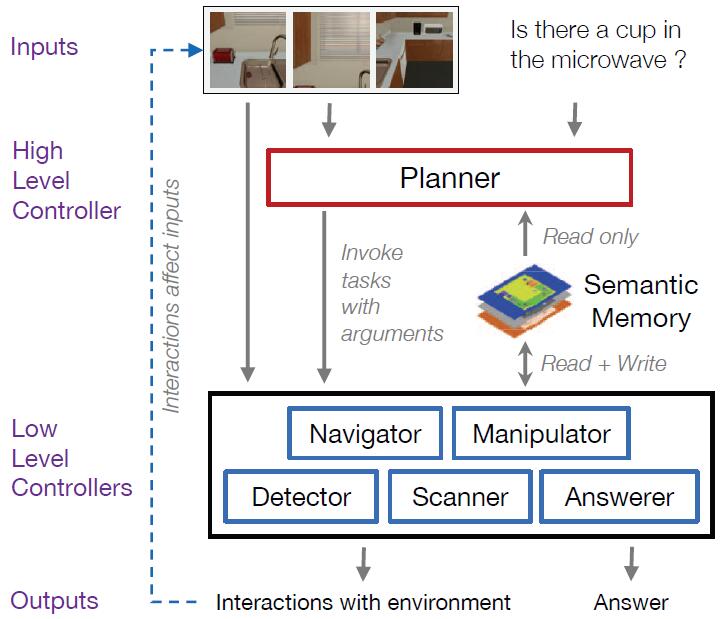 Inputs
Is there a cup in
the microwave ?
High
Level
Controller
Planner
Interactions affect inputs
Invoke
tasks
with
arguments
Read only
Semantic
Memory
Read + Write
Low
Level
Controllers
Navigator
Manipulator
Detector
Scanner
Answerer
Outputs
Interactions with environment
Answer